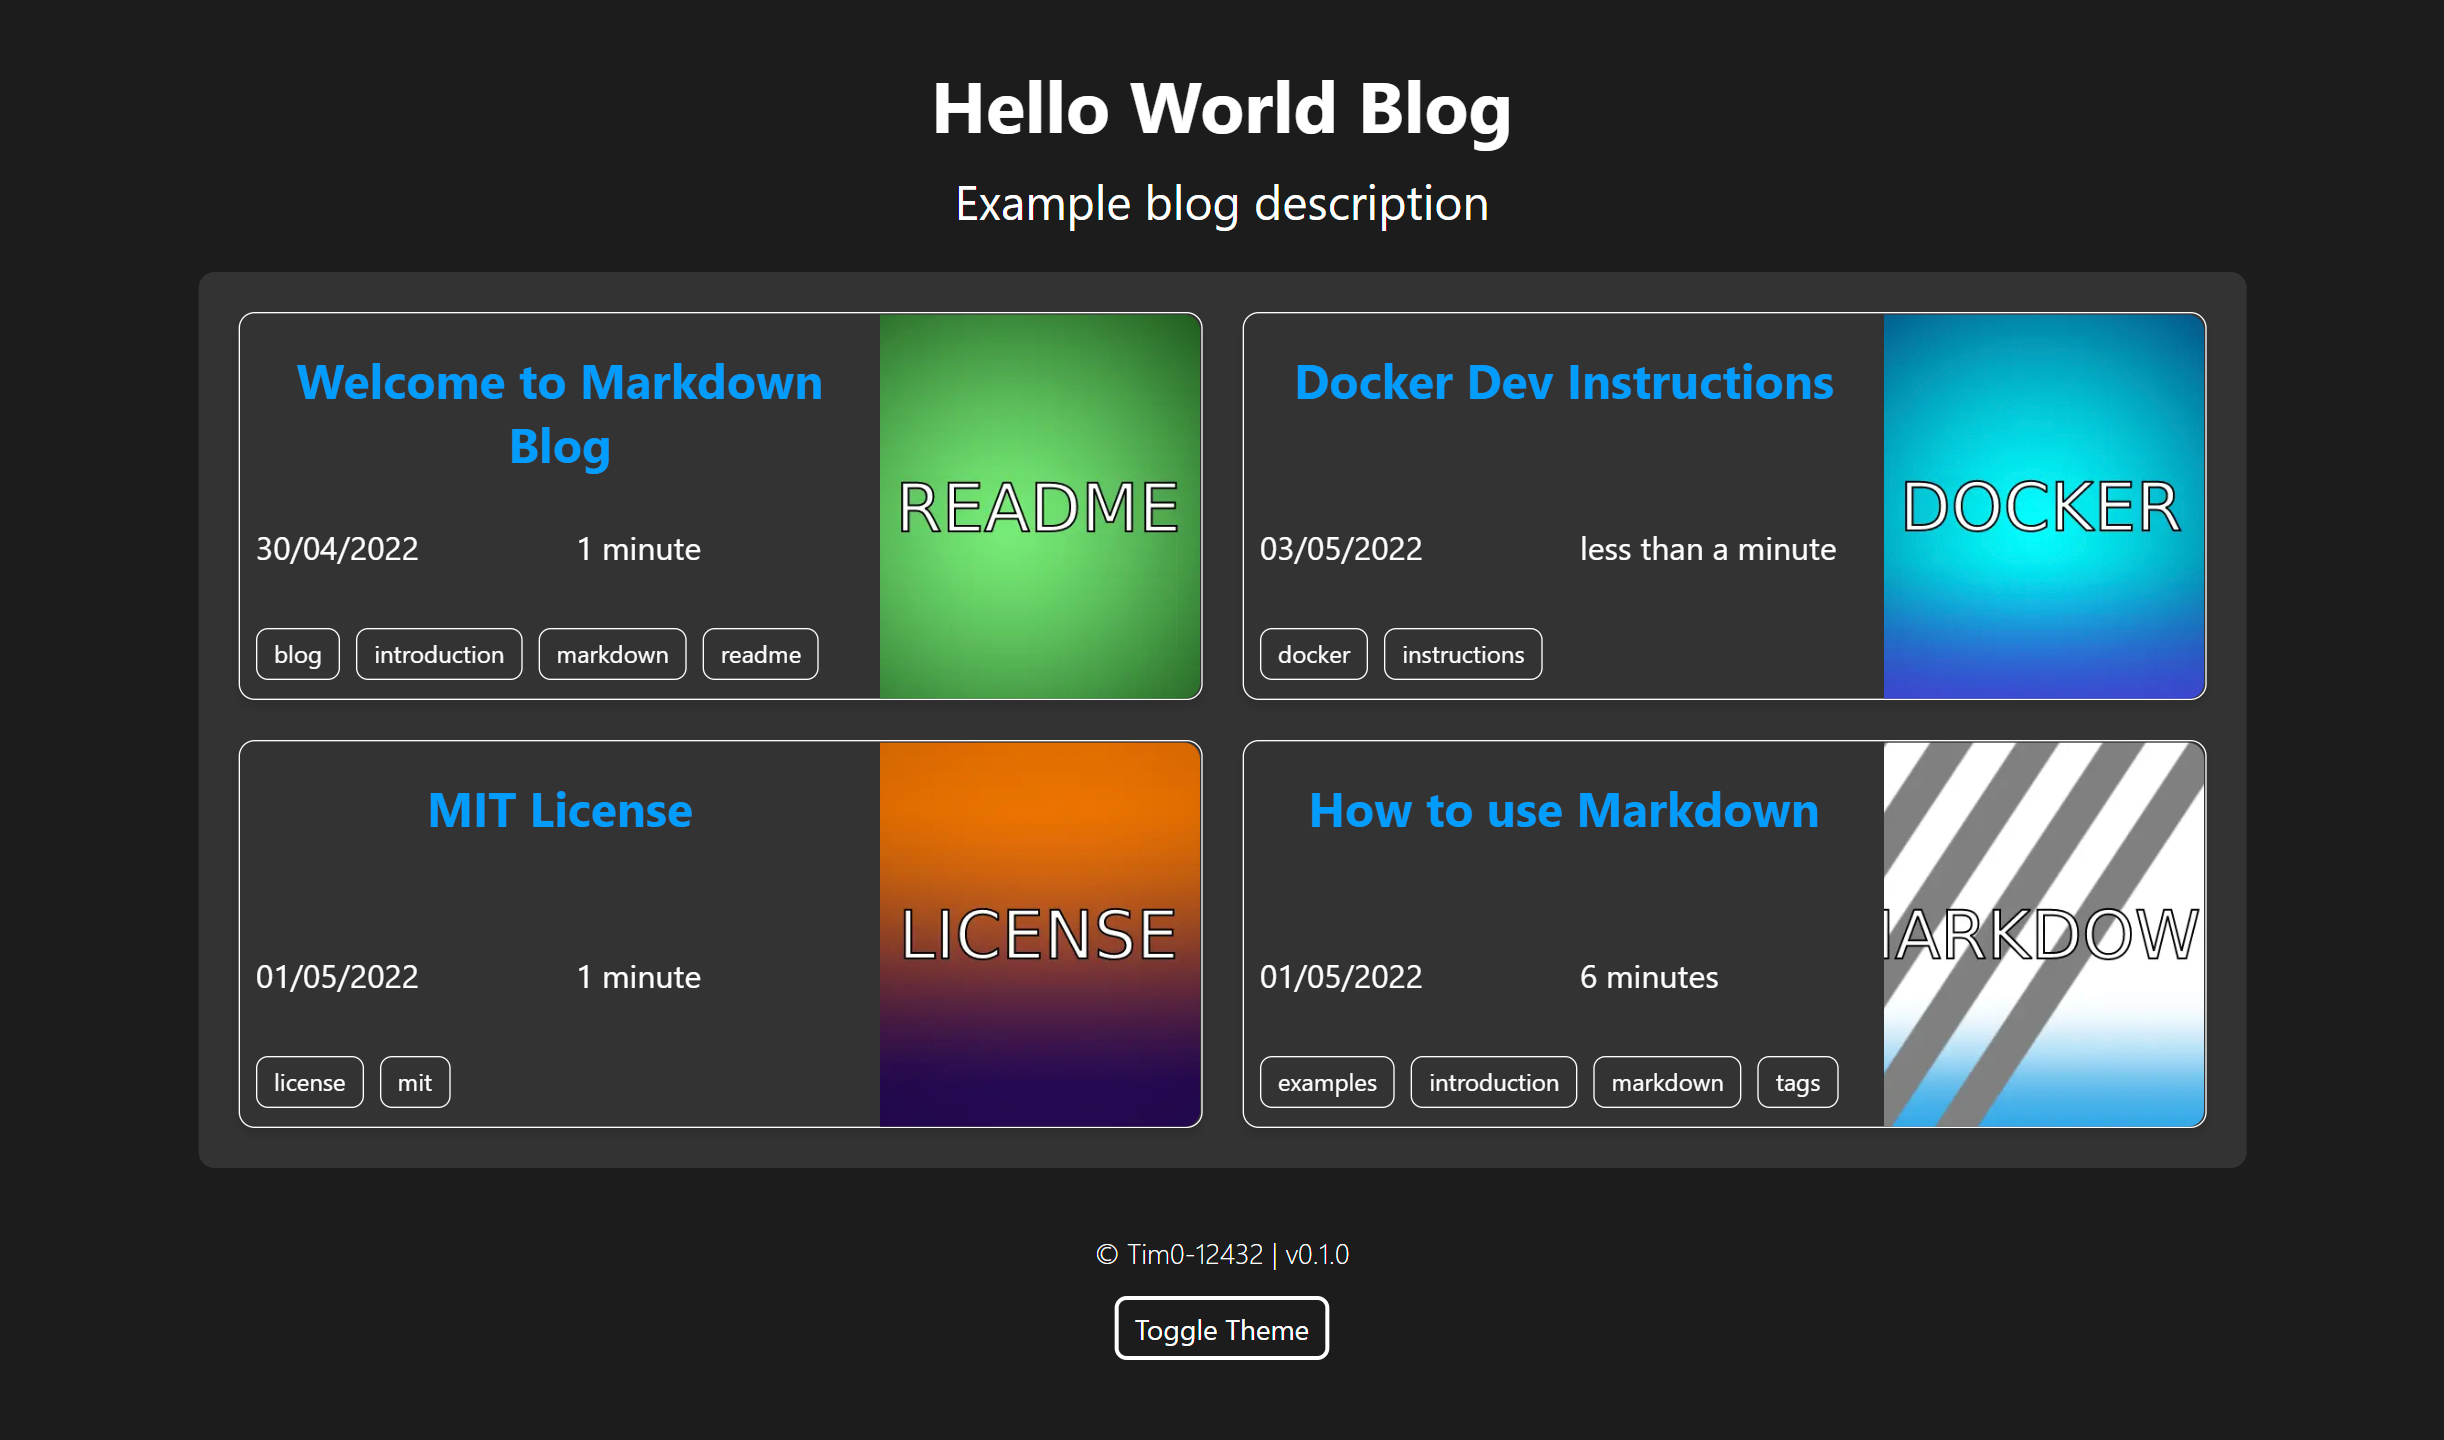 Hello World Blog
Example blog description
Welcome to Markdown
Blog
30/04/2022 1 minute
blog introduction markdown readme
README
Docker Dev Instructions
03/05/2022 less than a minute
docker instructions
DOCKER
MIT License
01/05/2022 1 minute
license mit
LICENSE
How to use Markdown
01/05/2022 6 minutes
examples introduction markdown tags
ARKDOW
© Tim0-12432 | v0.1.0
Toggle Theme